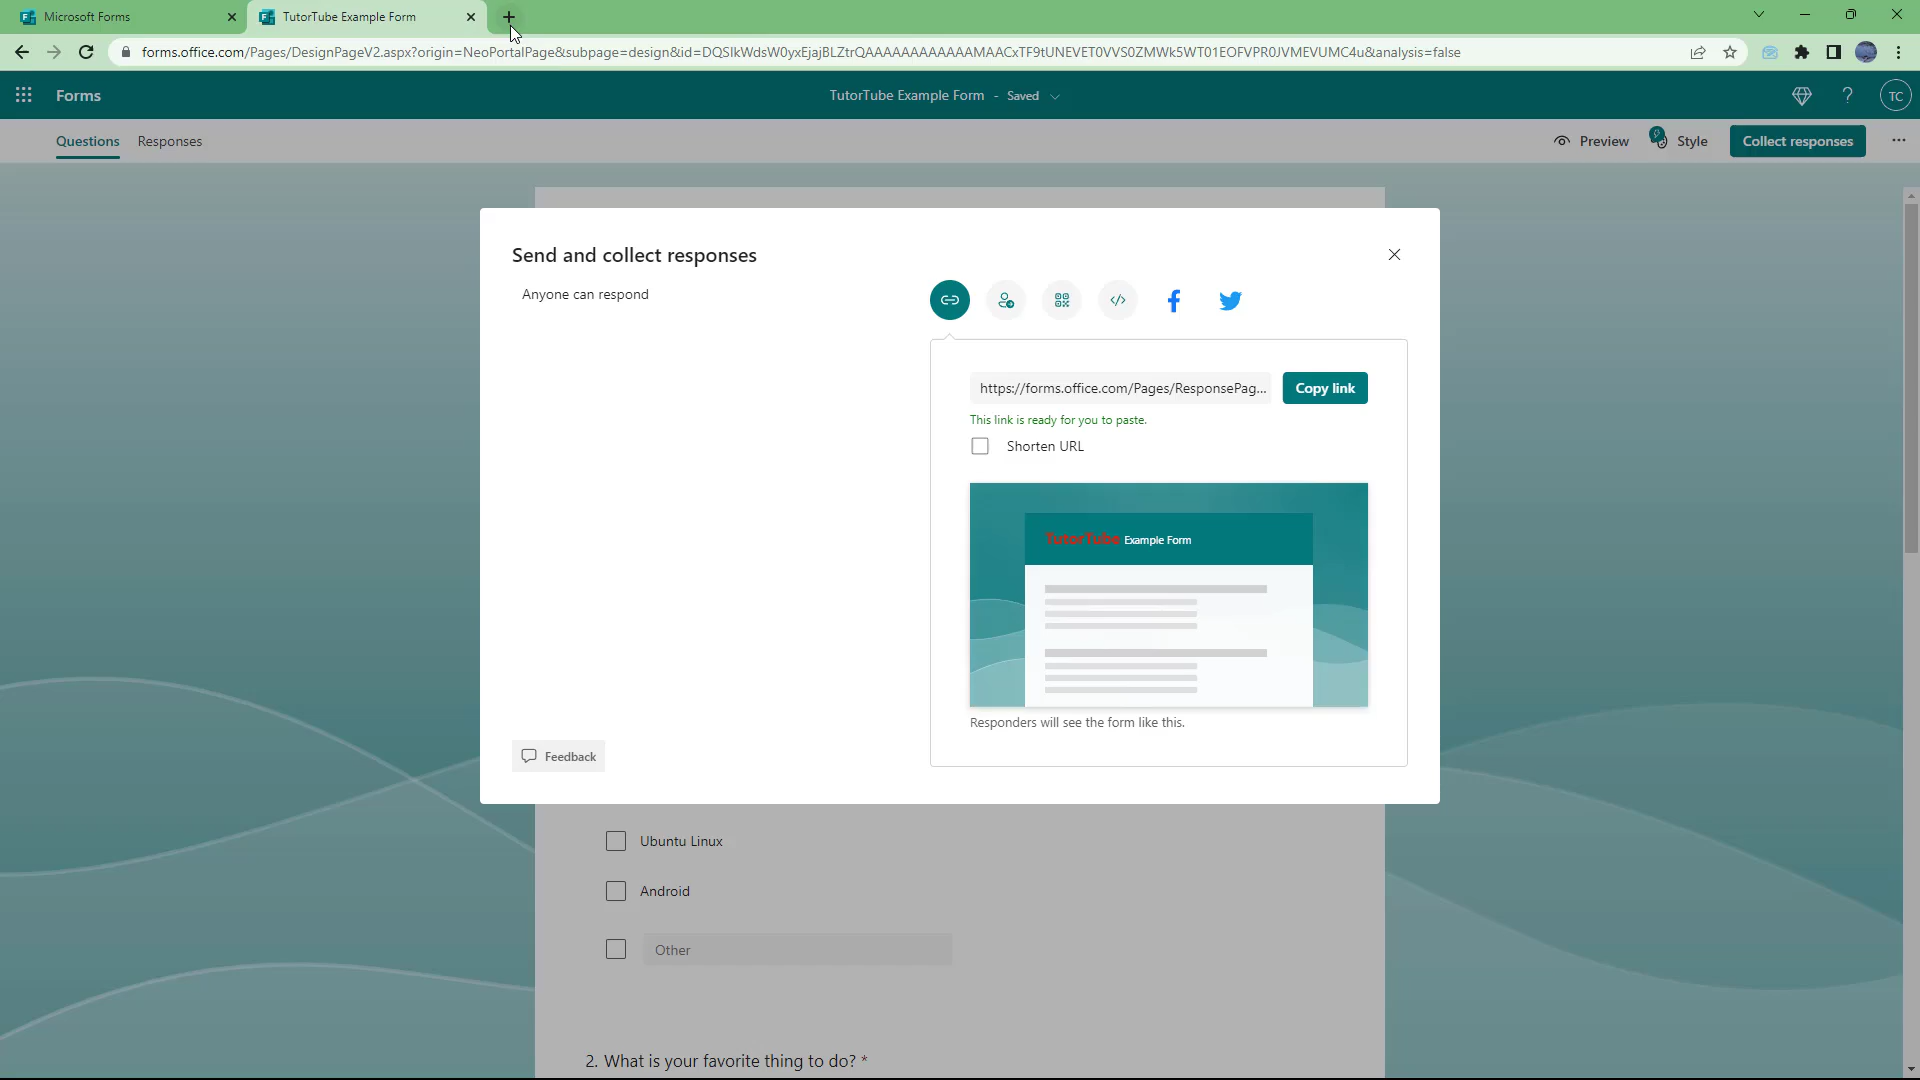 Microsoft Forms
TutorTube Example Form
forms.office.com/Pages/DesignPageV2.aspx?origin=NeoPortalPage&subpage=design&id=DQSIkWdsW0yxEjajBLZtrQAAAAAAAAAAAAMAACxTF9tUNEVET0VVS0ZMWk5WT01EOFVPR0JVMEVUMC4u&analysis=false
Forms
TutorTube Example Form - Saved
?
TC
Questions
Responses
Preview
Style
Collect responses
Send and collect responses
Anyone can respond
https://forms.office.com/Pages/ResponsePag...
Copy link
This link is ready for you to paste.
Shorten URL
TutorTube Example Form
Responders will see the form like this.
Feedback
Ubuntu Linux
Android
Other
2. What is your favorite thing to do? *